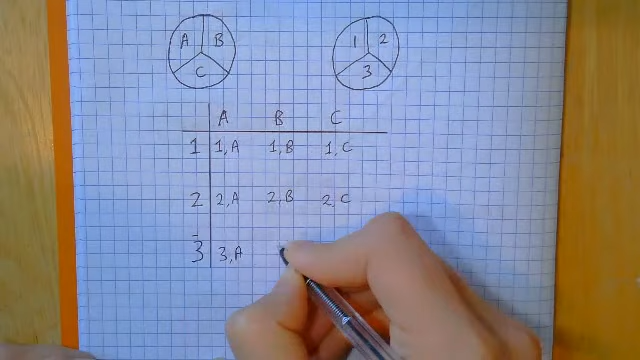 A B 1 2
C 3
A B C
1 1,A 1,B 1,C
2 2,A 2,B 2,C
3 3,A